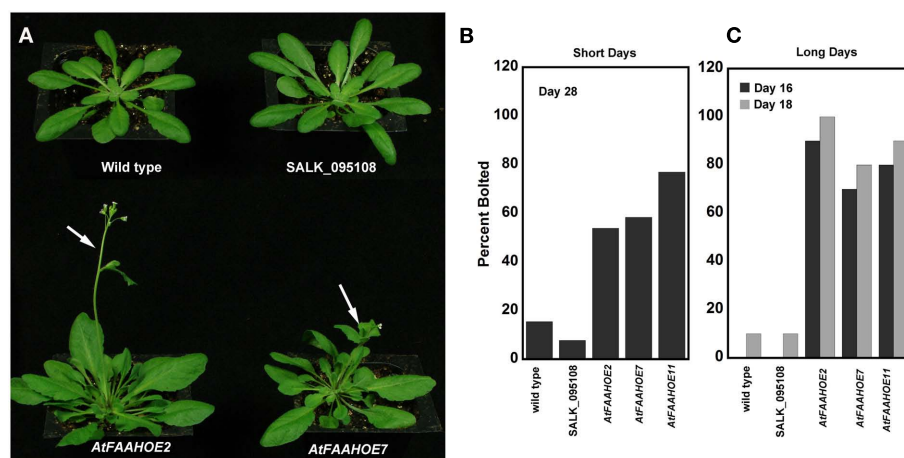 A
Wild type
SALK_095108
AtFAAHOE2
AtFAAHOE7
B
Short Days
Percent Bolted
120
100
80
60
40
20
0
Day 28
wild type
SALK_095108
AtFAAHOE2
AtFAAHOE7
AtFAAHOE11
C
Long Days
120
100
80
60
40
20
0
Day 16
Day 18
wild type
SALK_095108
AtFAAHOE2
AtFAAHOE7
AtFAAHOE11